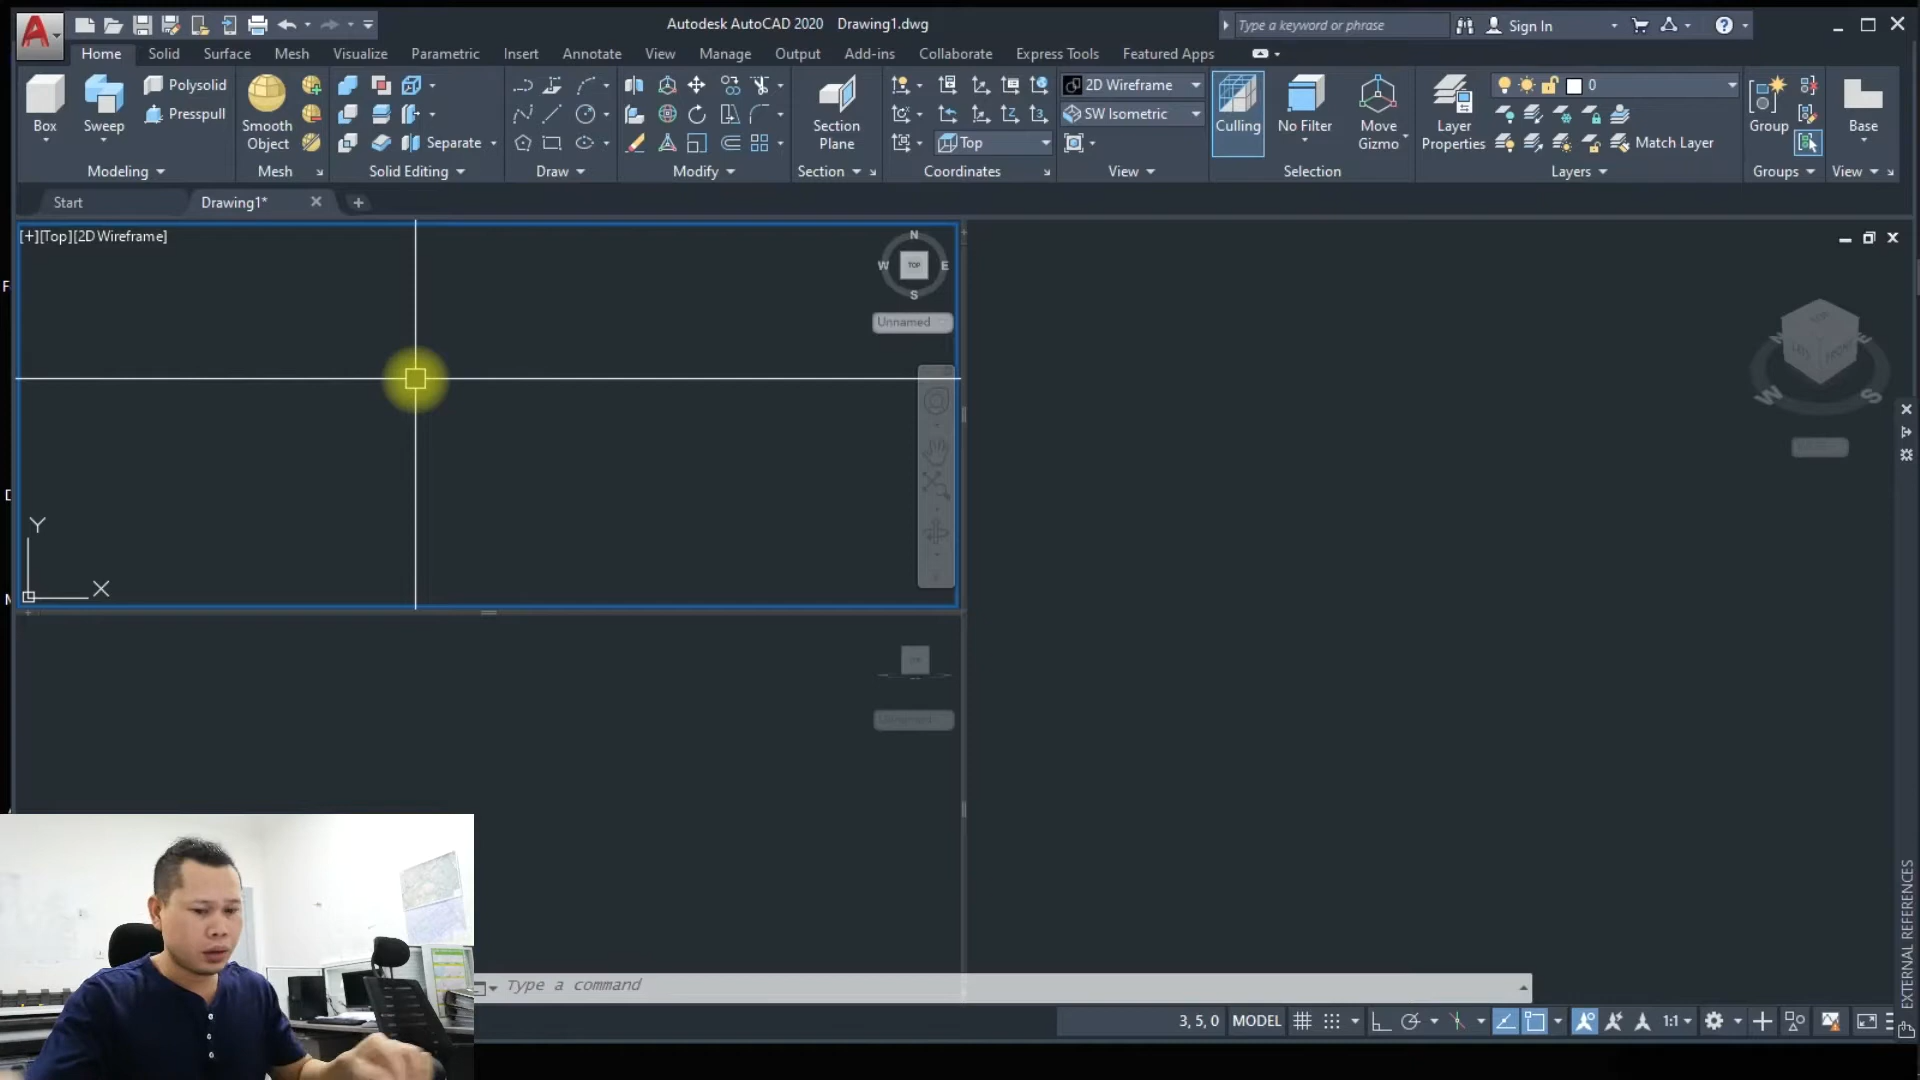 Autodesk AutoCAD 2020 Drawing1.dwg
Type a keyword or phrase
Sign In
Home Solid Surface Mesh Visualize Parametric Insert Annotate View Manage Output Add-ins Collaborate Express Tools Featured Apps
Box
Sweep
Polysolid
Presspull
Modeling
Smooth Object
Mesh
Separate
Solid Editing
Draw
Modify
Section Plane
Section
Top
Coordinates
2D Wireframe
SW Isometric
View
Culling
No Filter
Move Gizmo
Selection
Layer Properties
0
Match Layer
Layers
Group
Groups
Base
View
Start
Drawing1*
[+][Top][2D Wireframe]
N
W TOP E
S
Unnamed
TOP
LEFT FRONT
W S
Y
X
EXTERNAL REFERENCES
Type a command
3, 5, 0 MODEL 1:1